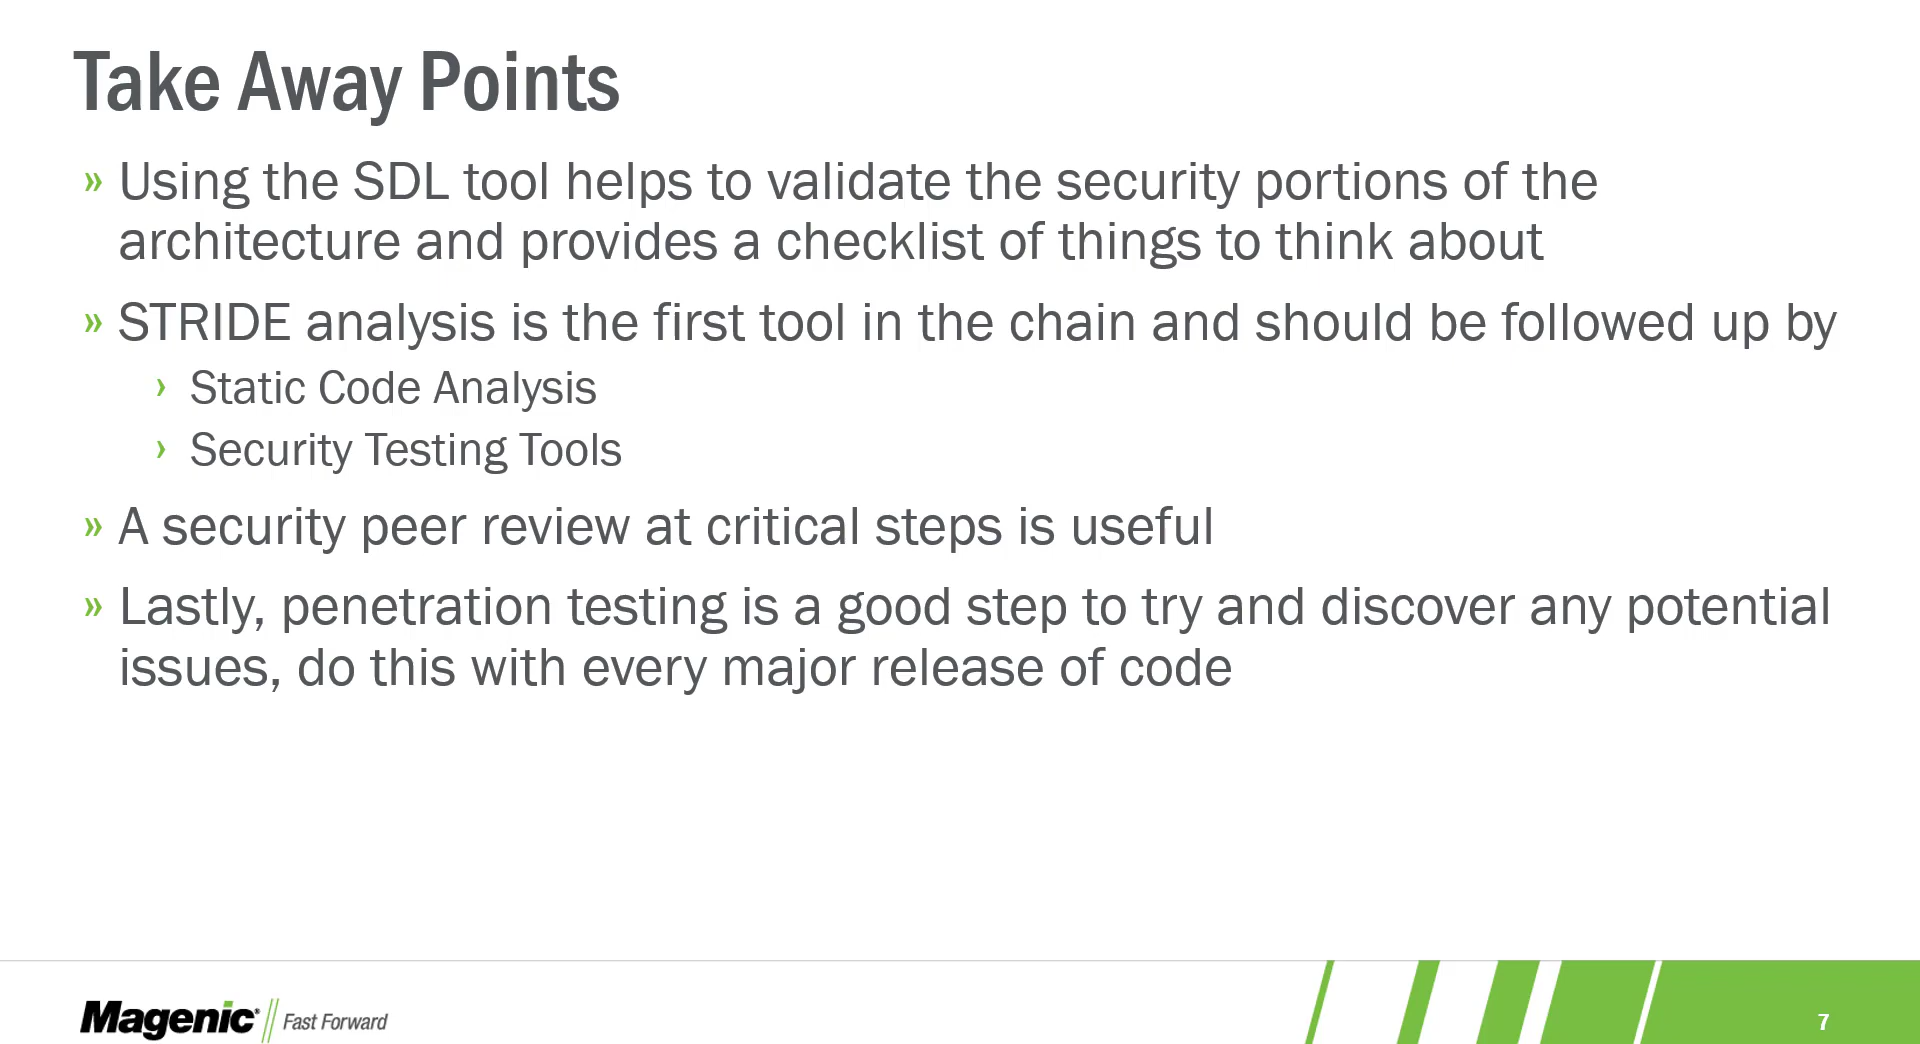 Take Away Points
» Using the SDL tool helps to validate the security portions of the
architecture and provides a checklist of things to think about
» STRIDE analysis is the first tool in the chain and should be followed up by
› Static Code Analysis
› Security Testing Tools
» A security peer review at critical steps is useful
» Lastly, penetration testing is a good step to try and discover any potential
issues, do this with every major release of code
Magenic® Fast Forward
7